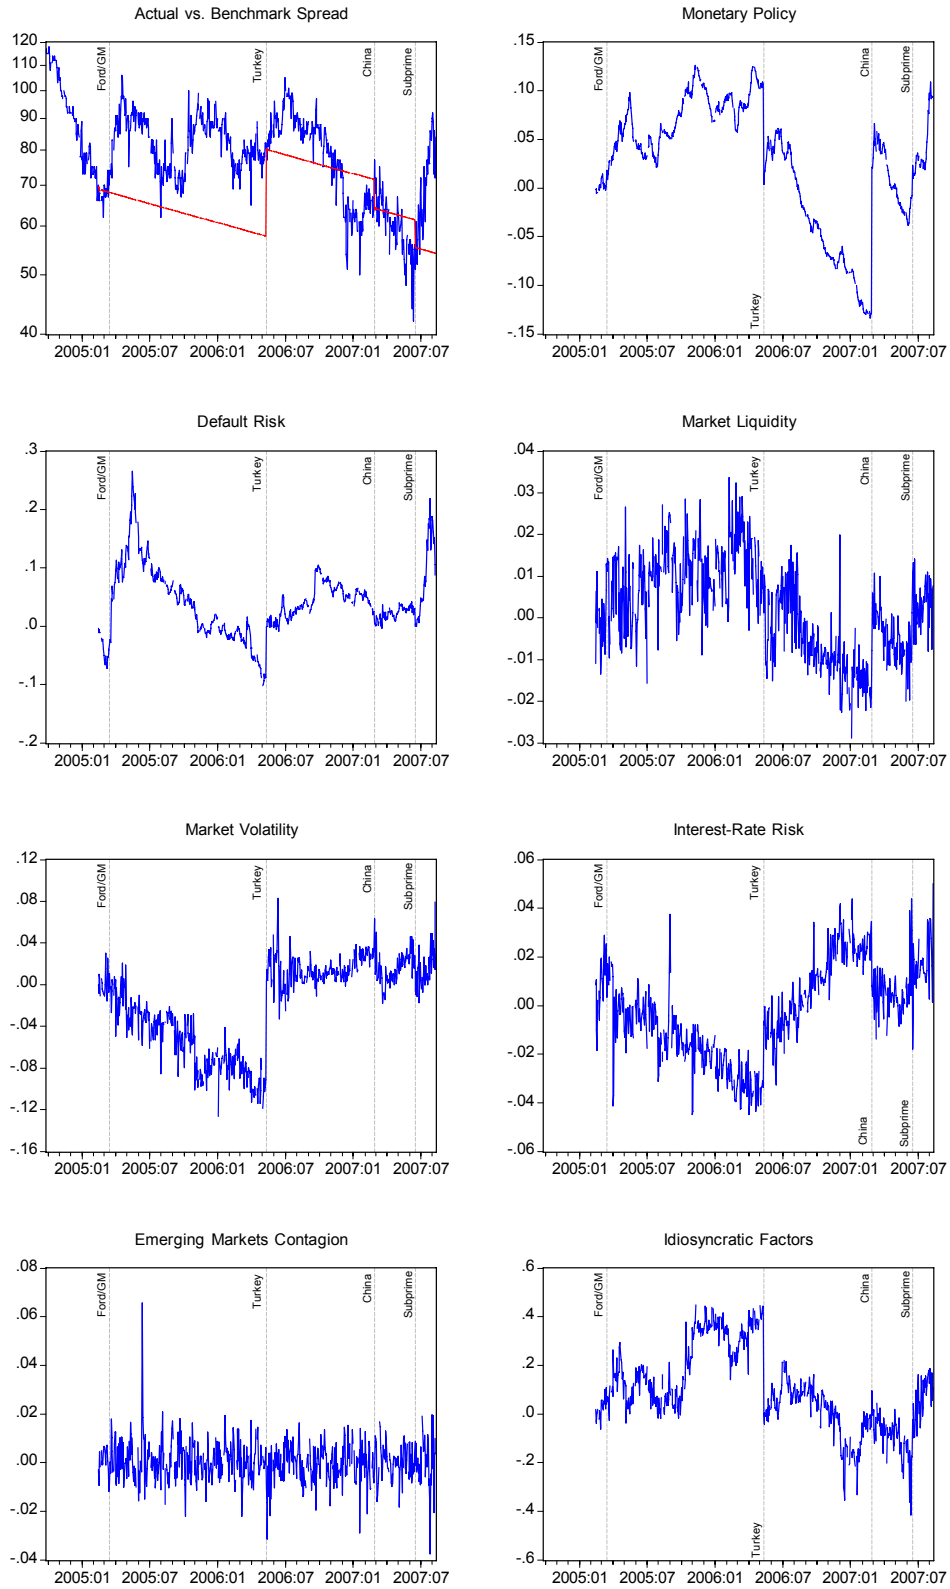 Actual vs. Benchmark Spread
120
110
100
90
80
70
60
50
40
Ford/GM
Turkey
China
Subprime
2005:01 2005:07 2006:01 2006:07 2007:01 2007:07
Monetary Policy
.15
.10
.05
.00
-.05
-.10
-.15
Ford/GM
Turkey
China
Subprime
2005:01 2005:07 2006:01 2006:07 2007:01 2007:07
Default Risk
.3
.2
.1
.0
-.1
-.2
Ford/GM
Turkey
China
Subprime
2005:01 2005:07 2006:01 2006:07 2007:01 2007:07
Market Liquidity
.04
.03
.02
.01
.00
-.01
-.02
-.03
Ford/GM
Turkey
China
Subprime
2005:01 2005:07 2006:01 2006:07 2007:01 2007:07
Market Volatility
.12
.08
.04
.00
-.04
-.08
-.12
-.16
Ford/GM
Turkey
China
Subprime
2005:01 2005:07 2006:01 2006:07 2007:01 2007:07
Interest-Rate Risk
.06
.04
.02
.00
-.02
-.04
-.06
Ford/GM
Turkey
China
Subprime
2005:01 2005:07 2006:01 2006:07 2007:01 2007:07
Emerging Markets Contagion
.08
.06
.04
.02
.00
-.02
-.04
Ford/GM
Turkey
China
Subprime
2005:01 2005:07 2006:01 2006:07 2007:01 2007:07
Idiosyncratic Factors
.6
.4
.2
.0
-.2
-.4
-.6
Ford/GM
Turkey
China
Subprime
2005:01 2005:07 2006:01 2006:07 2007:01 2007:07